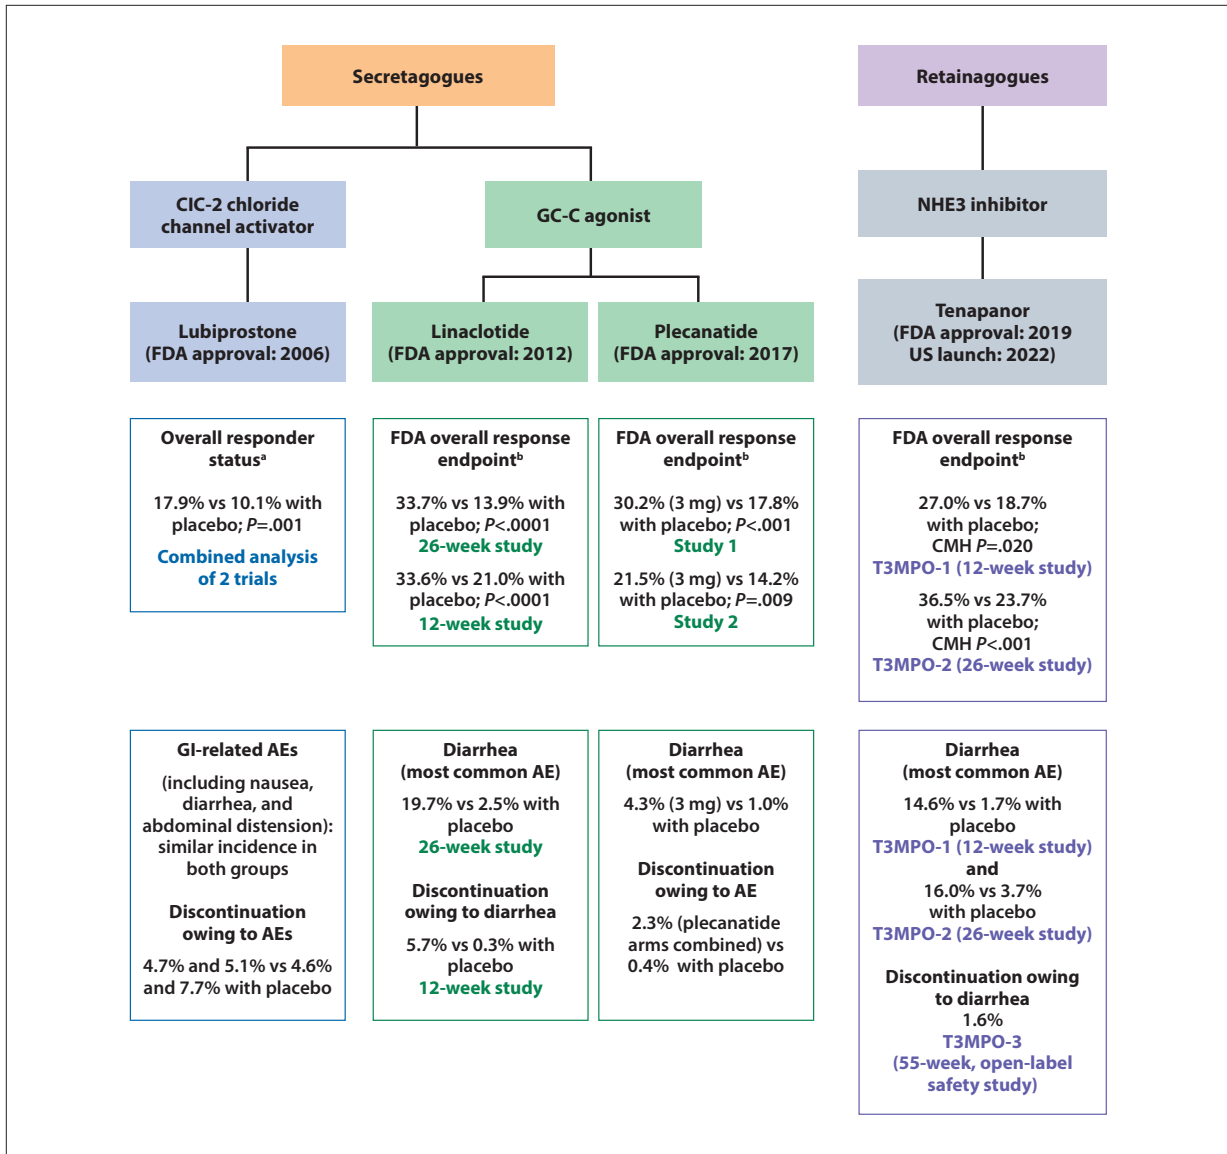 Secretagogues
Retainagogues
CIC-2 chloride
channel activator
GC-C agonist
NHE3 inhibitor
Lubiprostone
(FDA approval: 2006)
Linaclotide
(FDA approval: 2012)
Plecanatide
(FDA approval: 2017)
Tenapanor
(FDA approval: 2019
US launch: 2022)
Overall responder
statusᵃ
17.9% vs 10.1% with
placebo; P=.001
Combined analysis
of 2 trials
FDA overall response
endpointᵇ
33.7% vs 13.9% with
placebo; P<.0001
26-week study
33.6% vs 21.0% with
placebo; P<.0001
12-week study
FDA overall response
endpointᵇ
30.2% (3 mg) vs 17.8%
with placebo; P<.001
Study 1
21.5% (3 mg) vs 14.2%
with placebo; P=.009
Study 2
FDA overall response
endpointᵇ
27.0% vs 18.7%
with placebo;
CMH P=.020
T3MPO-1 (12-week study)
36.5% vs 23.7%
with placebo;
CMH P<.001
T3MPO-2 (26-week study)
GI-related AEs
(including nausea,
diarrhea, and
abdominal distension):
similar incidence in
both groups
Discontinuation
owing to AEs
4.7% and 5.1% vs 4.6%
and 7.7% with placebo
Diarrhea
(most common AE)
19.7% vs 2.5% with
placebo
26-week study
Discontinuation
owing to diarrhea
5.7% vs 0.3% with
placebo
12-week study
Diarrhea
(most common AE)
4.3% (3 mg) vs 1.0%
with placebo
Discontinuation
owing to AE
2.3% (plecanatide
arms combined) vs
0.4% with placebo
Diarrhea
(most common AE)
14.6% vs 1.7% with
placebo
T3MPO-1 (12-week study)
and
16.0% vs 3.7%
with placebo
T3MPO-2 (26-week study)
Discontinuation owing
to diarrhea
1.6%
T3MPO-3
(55-week, open-label
safety study)